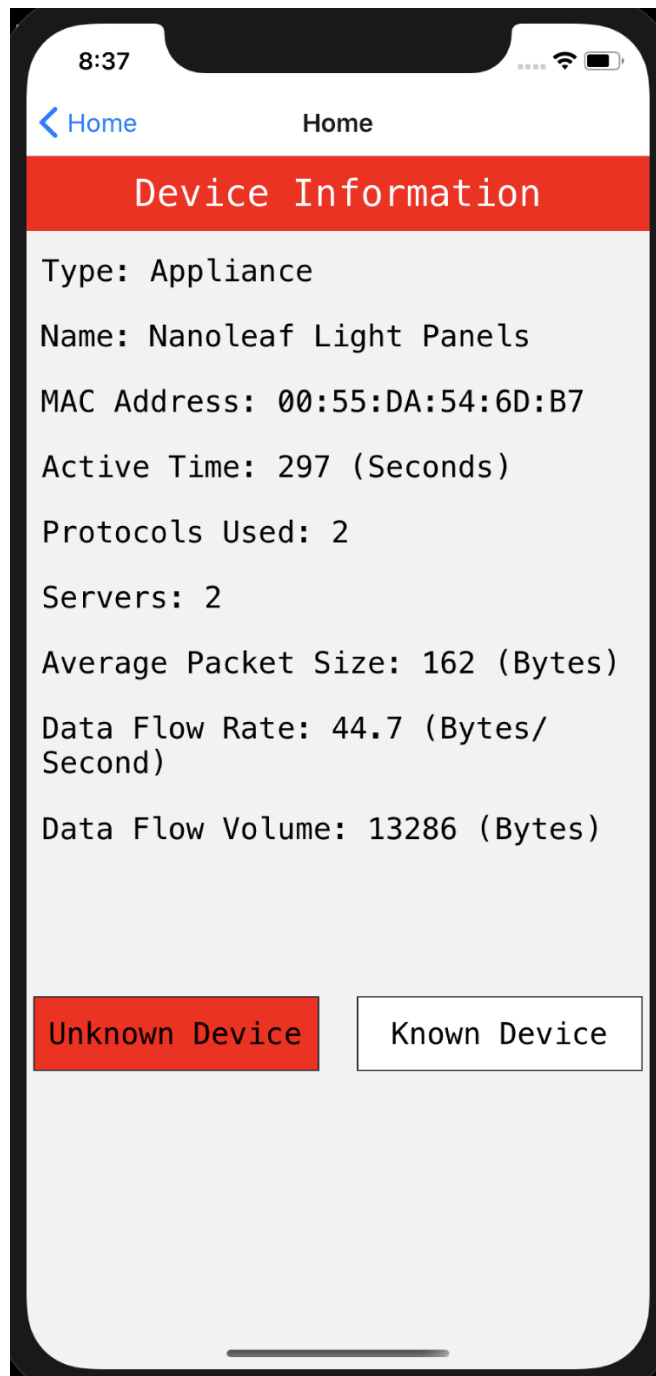 8:37
Home
Home
Device Information
Type: Appliance
Name: Nanoleaf Light Panels
MAC Address: 00:55:DA:54:6D:B7
Active Time: 297 (Seconds)
Protocols Used: 2
Servers: 2
Average Packet Size: 162 (Bytes)
Data Flow Rate: 44.7 (Bytes/
Second)
Data Flow Volume: 13286 (Bytes)
Unknown Device
Known Device